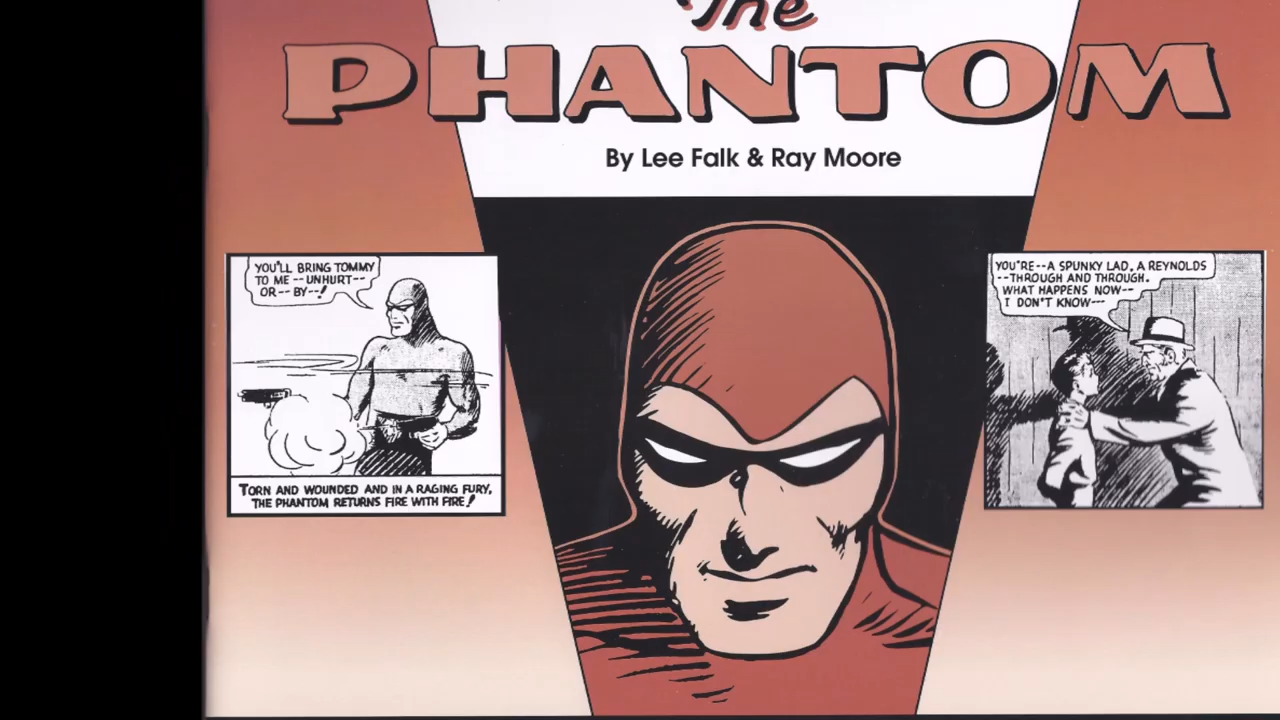 The
PHANTOM
By Lee Falk & Ray Moore
YOU'LL BRING TOMMY
TO ME -- UNHURT--
OR -- BY --!
TORN AND WOUNDED AND IN A RAGING FURY,
THE PHANTOM RETURNS FIRE WITH FIRE!
YOU'RE -- A SPUNKY LAD. A REYNOLDS
--THROUGH AND THROUGH.
WHAT HAPPENS NOW--
I DON'T KNOW---